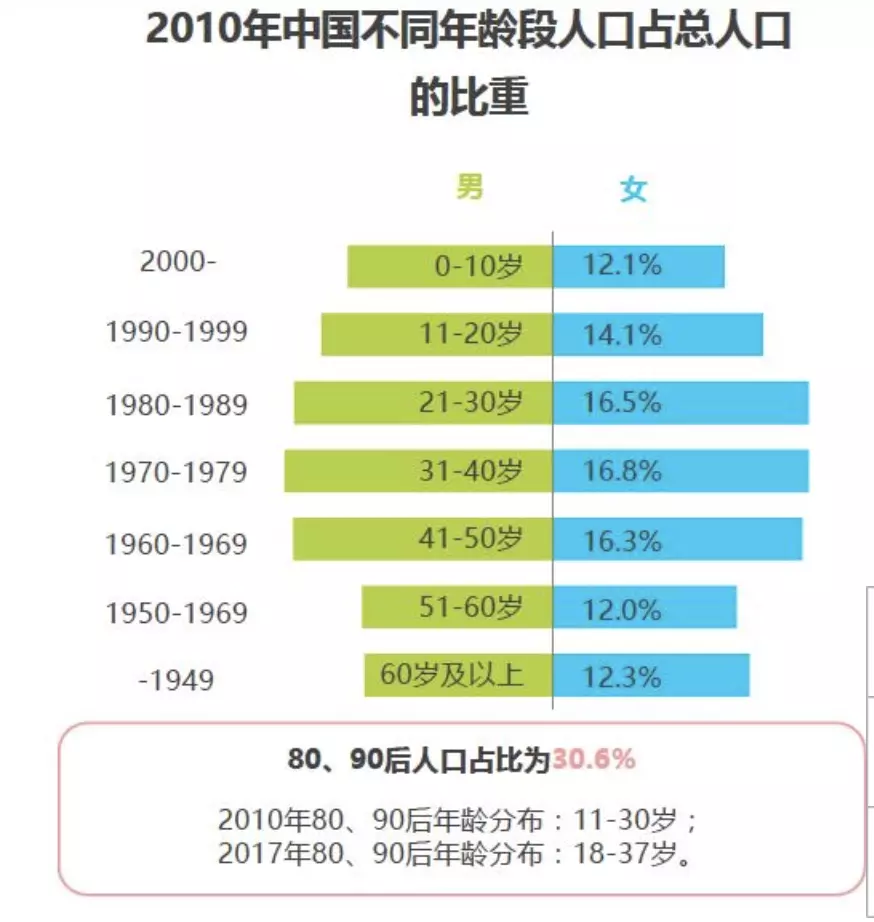 2010年中国不同年龄段人口占总人口
的比重
男 女
2000- 0-10岁 12.1%
1990-1999 11-20岁 14.1%
1980-1989 21-30岁 16.5%
1970-1979 31-40岁 16.8%
1960-1969 41-50岁 16.3%
1950-1969 51-60岁 12.0%
-1949 60岁及以上 12.3%
80、90后人口占比为30.6%
2010年80、90后年龄分布：11-30岁；
2017年80、90后年龄分布：18-37岁。